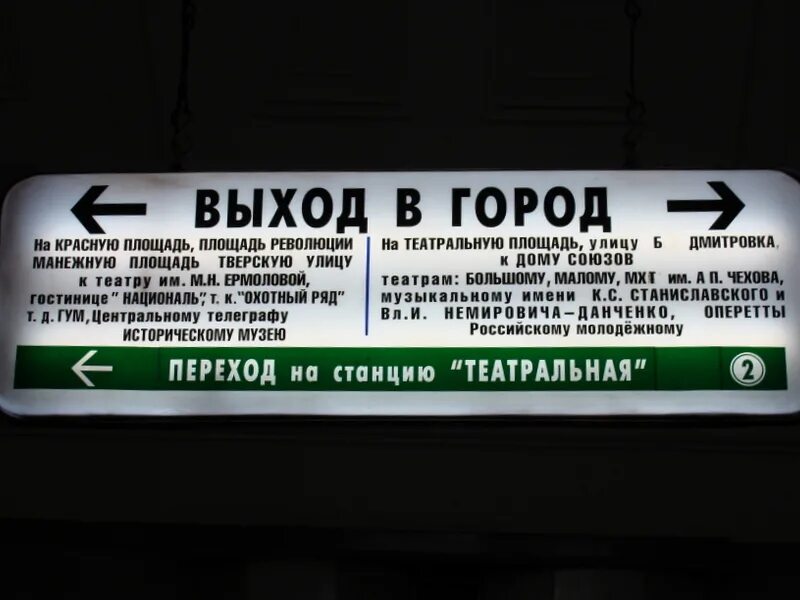 ← ВЫХОД В ГОРОД →
На КРАСНУЮ ПЛОЩАДЬ, ПЛОЩАДЬ РЕВОЛЮЦИИ
МАНЕЖНУЮ ПЛОЩАДЬ ТВЕРСКУЮ УЛИЦУ
к театру им. М.Н. ЕРМОЛОВОЙ,
гостинице "НАЦИОНАЛЬ", т. к. "ОХОТНЫЙ РЯД"
т. д. ГУМ, Центральному телеграфу
ИСТОРИЧЕСКОМУ МУЗЕЮ
На ТЕАТРАЛЬНУЮ ПЛОЩАДЬ, улицу Б ДМИТРОВКА,
к ДОМУ СОЮЗОВ
театрам: БОЛЬШОМУ, МАЛОМУ, МХТ им. А П. ЧЕХОВА,
музыкальному имени К.С. СТАНИСЛАВСКОГО и
Вл.И. НЕМИРОВИЧА-ДАНЧЕНКО, ОПЕРЕТТЫ
Российскому молодёжному
← ПЕРЕХОД на станцию "ТЕАТРАЛЬНАЯ" 2